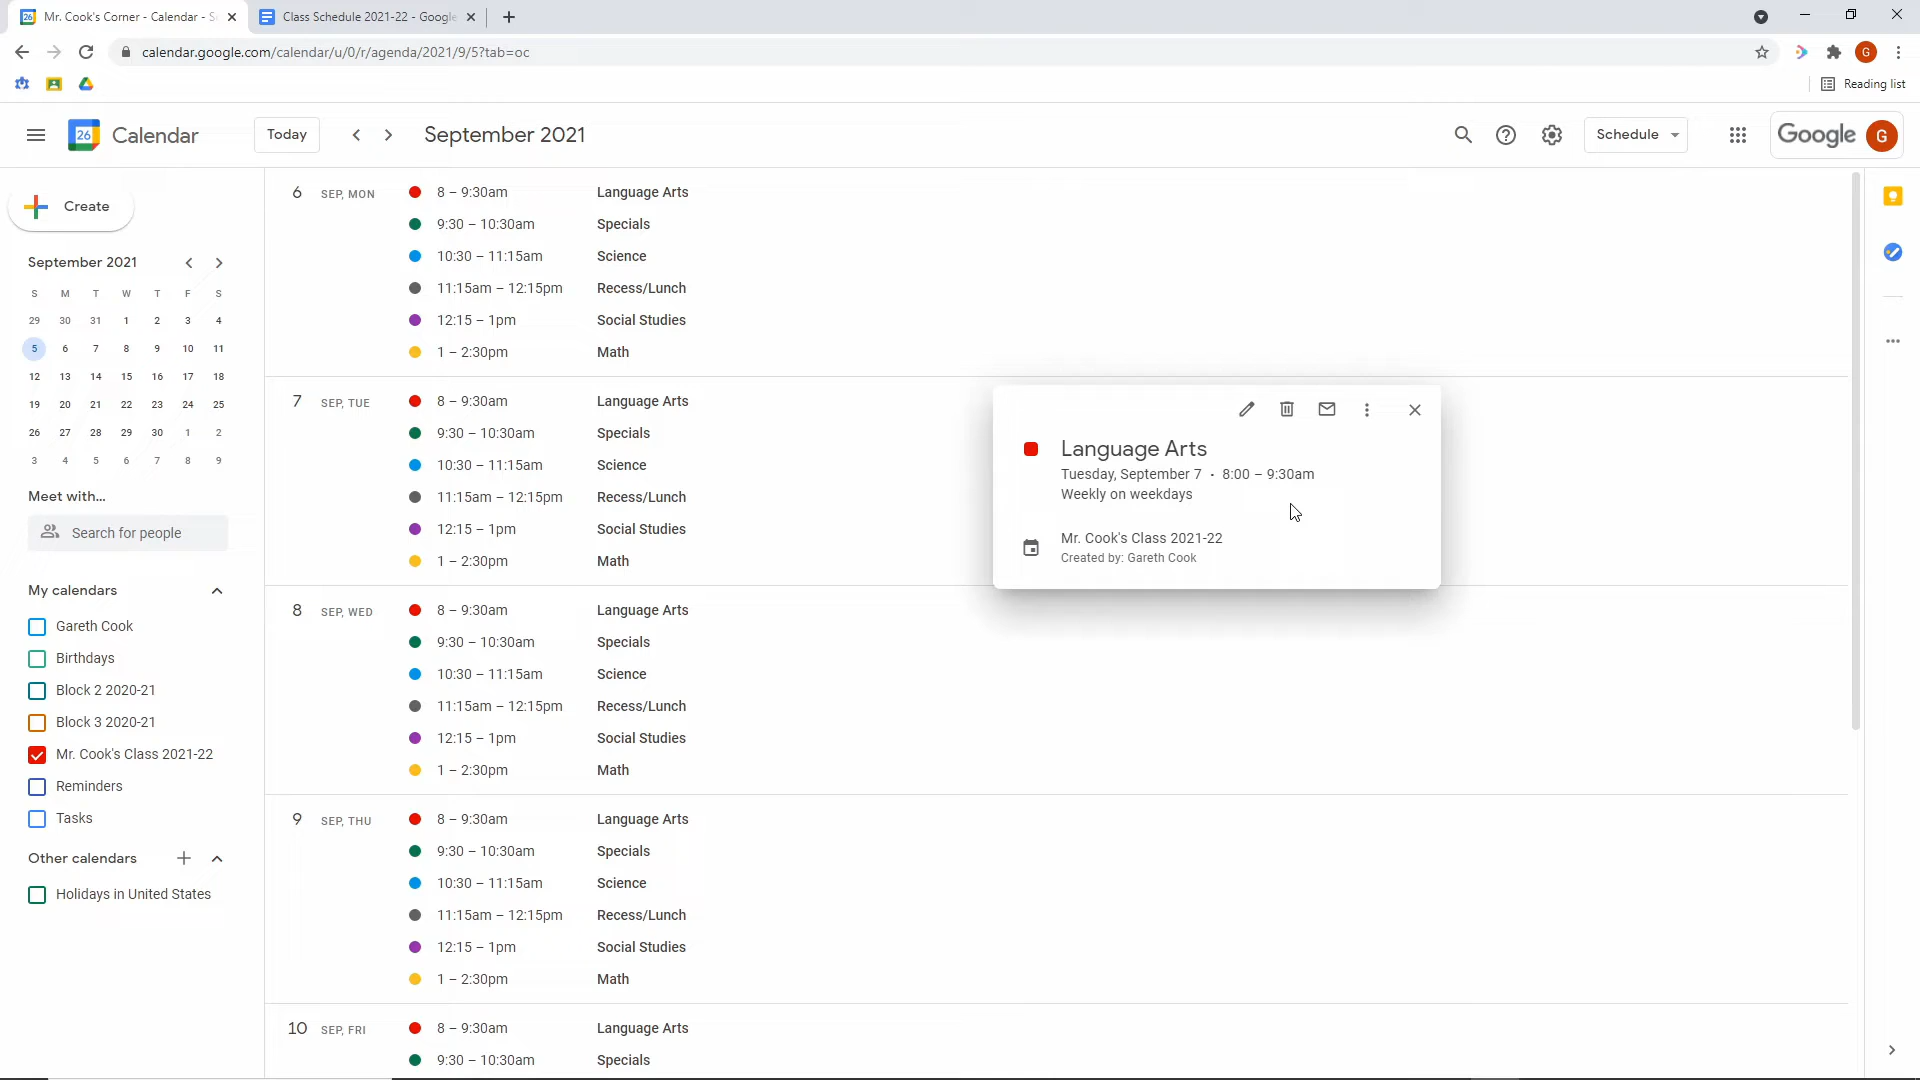 Mr. Cook's Corner - Calendar - S
Class Schedule 2021-22 - Google
calendar.google.com/calendar/u/0/r/agenda/2021/9/5?tab=oc
G
Reading list
26
Calendar
Today
September 2021
Schedule
Google
G
Create
September 2021
S M T W T F S
29 30 31 1 2 3 4
5 6 7 8 9 10 11
12 13 14 15 16 17 18
19 20 21 22 23 24 25
26 27 28 29 30 1 2
3 4 5 6 7 8 9
Meet with...
Search for people
My calendars
Gareth Cook
Birthdays
Block 2 2020-21
Block 3 2020-21
Mr. Cook's Class 2021-22
Reminders
Tasks
Other calendars
Holidays in United States
6 SEP, MON 8 – 9:30am Language Arts
9:30 – 10:30am Specials
10:30 – 11:15am Science
11:15am – 12:15pm Recess/Lunch
12:15 – 1pm Social Studies
1 – 2:30pm Math
7 SEP, TUE 8 – 9:30am Language Arts
9:30 – 10:30am Specials
10:30 – 11:15am Science
11:15am – 12:15pm Recess/Lunch
12:15 – 1pm Social Studies
1 – 2:30pm Math
8 SEP, WED 8 – 9:30am Language Arts
9:30 – 10:30am Specials
10:30 – 11:15am Science
11:15am – 12:15pm Recess/Lunch
12:15 – 1pm Social Studies
1 – 2:30pm Math
9 SEP, THU 8 – 9:30am Language Arts
9:30 – 10:30am Specials
10:30 – 11:15am Science
11:15am – 12:15pm Recess/Lunch
12:15 – 1pm Social Studies
1 – 2:30pm Math
10 SEP, FRI 8 – 9:30am Language Arts
9:30 – 10:30am Specials
Language Arts
Tuesday, September 7 · 8:00 – 9:30am
Weekly on weekdays
Mr. Cook's Class 2021-22
Created by: Gareth Cook